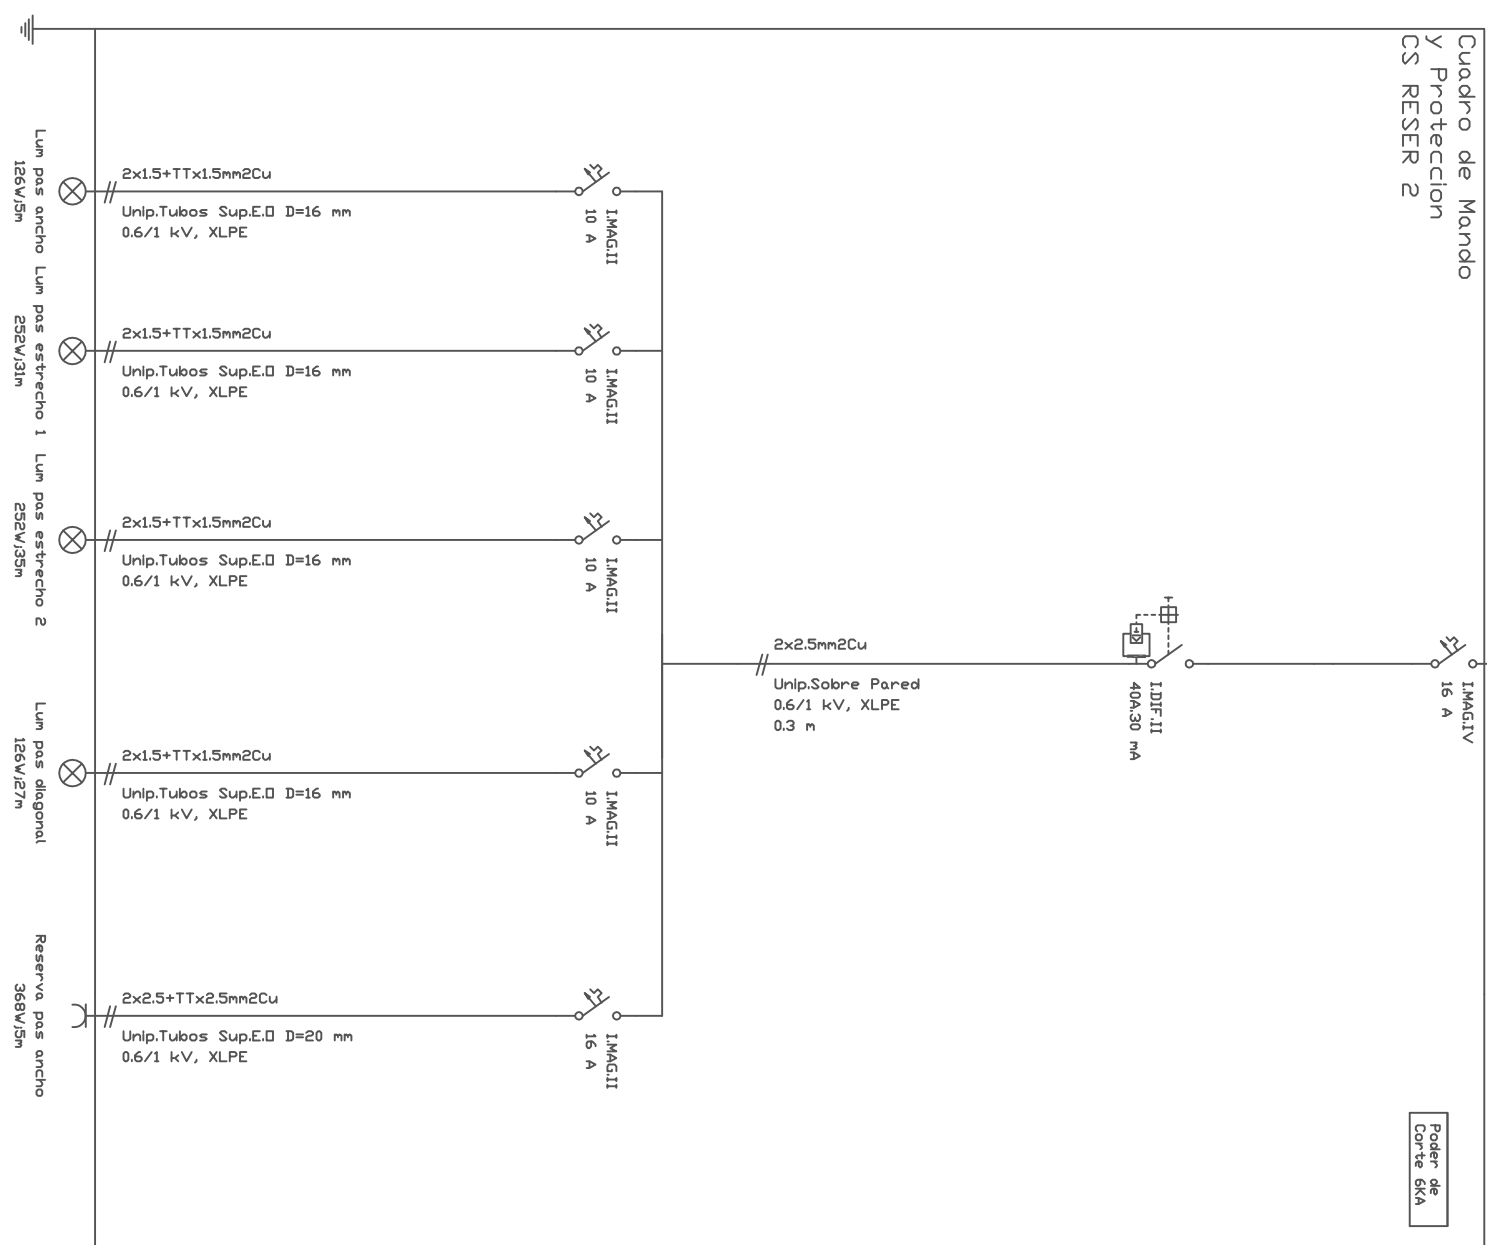 Cuadro de Mando
y Proteccion
CS RESER 2
I.MAG.IV
16 A
I.DIF.II
40A.30 mA
2x2.5mm2Cu
Unip.Sobre Pared
0.6/1 kV, XLPE
0.3 m
I.MAG.II
10 A
2x1.5+TTx1.5mm2Cu
Unip.Tubos Sup.E.O D=16 mm
0.6/1 kV, XLPE
Lum pas ancho
126W;5m
I.MAG.II
10 A
2x1.5+TTx1.5mm2Cu
Unip.Tubos Sup.E.O D=16 mm
0.6/1 kV, XLPE
Lum pas estrecho 1
252W;31m
I.MAG.II
10 A
2x1.5+TTx1.5mm2Cu
Unip.Tubos Sup.E.O D=16 mm
0.6/1 kV, XLPE
Lum pas estrecho 2
252W;35m
I.MAG.II
10 A
2x1.5+TTx1.5mm2Cu
Unip.Tubos Sup.E.O D=16 mm
0.6/1 kV, XLPE
Lum pas diagonal
126W;27m
I.MAG.II
16 A
2x2.5+TTx2.5mm2Cu
Unip.Tubos Sup.E.O D=20 mm
0.6/1 kV, XLPE
Reserva pas ancho
368W;5m
Poder de
Corte 6KA